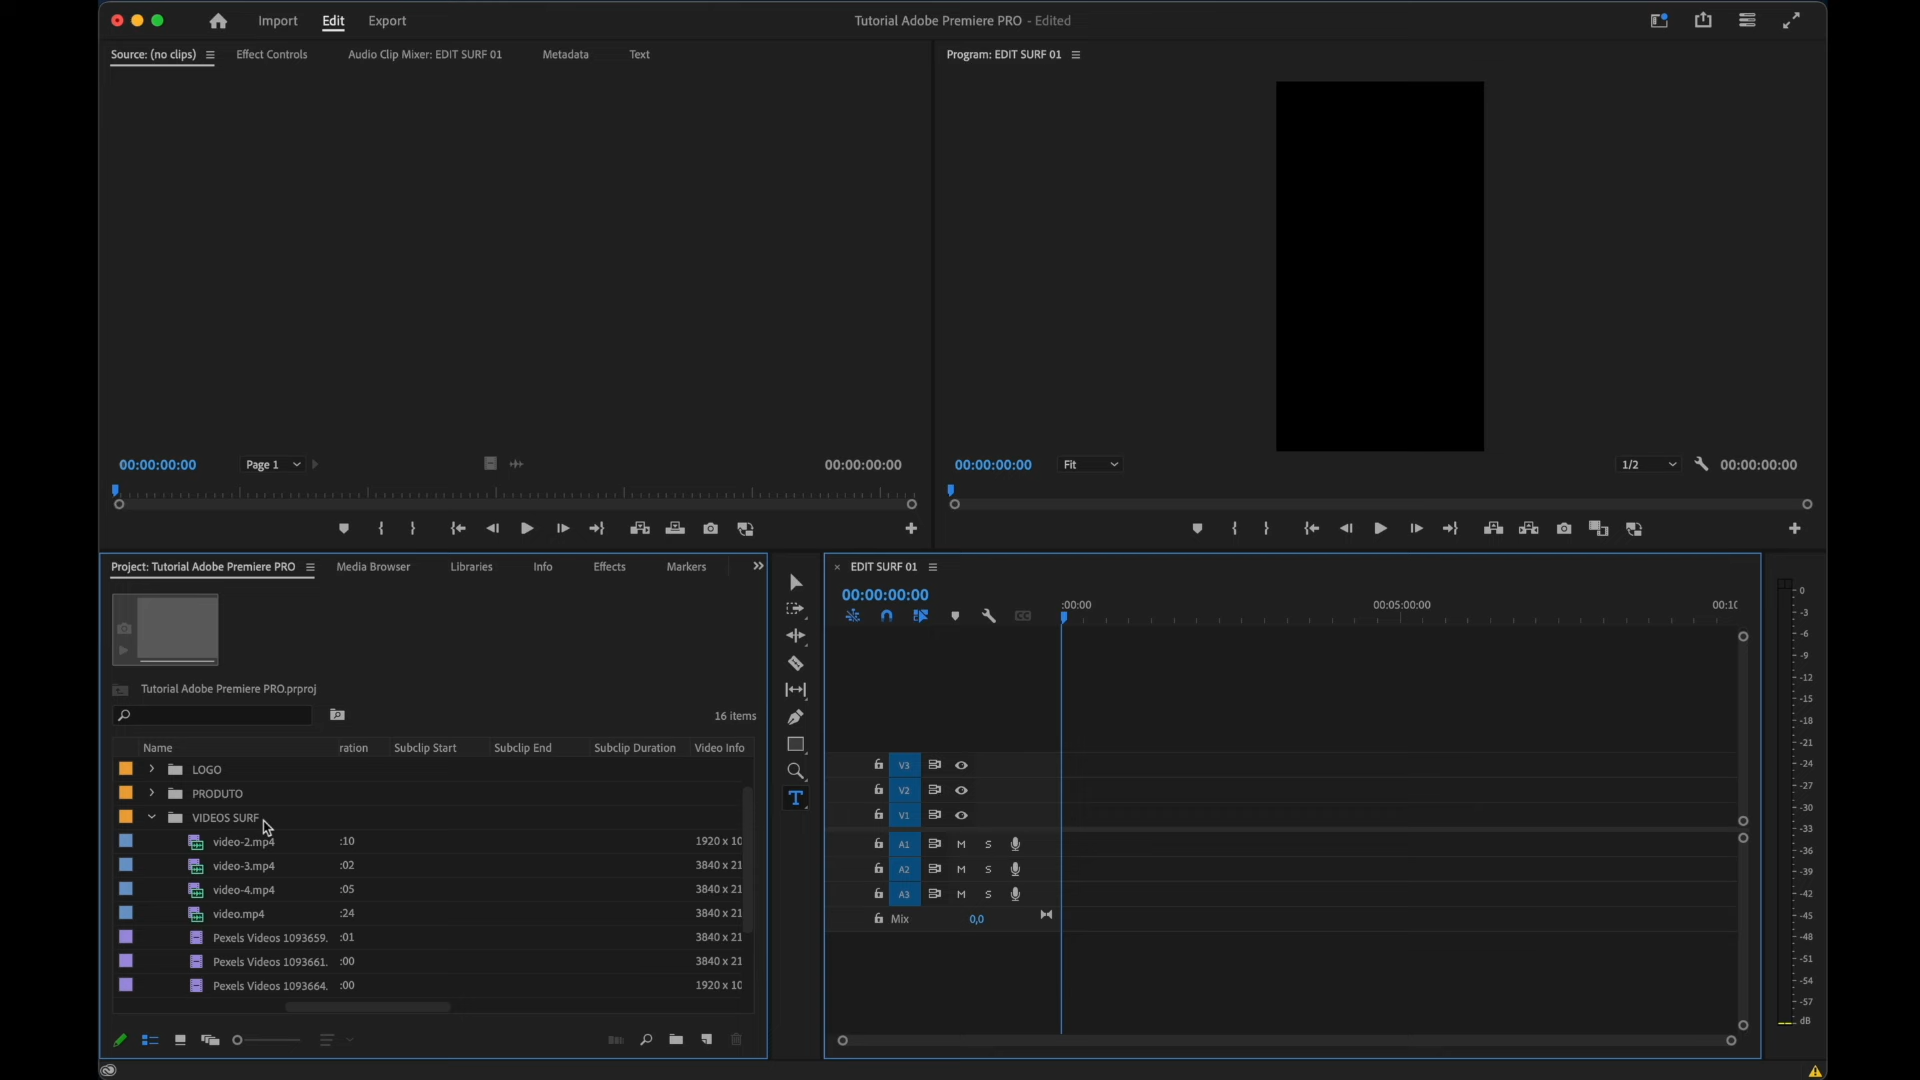 Import Edit Export Tutorial Adobe Premiere PRO - Edited
Source: (no clips) Effect Controls Audio Clip Mixer: EDIT SURF 01 Metadata Text
Program: EDIT SURF 01
00:00:00:00 Page 1 00:00:00:00
00:00:00:00 Fit 1/2 00:00:00:00
Project: Tutorial Adobe Premiere PRO Media Browser Libraries Info Effects Markers
Tutorial Adobe Premiere PRO.prproj
16 items
Name ration Subclip Start Subclip End Subclip Duration Video Info
LOGO
PRODUTO
VIDEOS SURF
video-2.mp4 :10 1920 x 10
video-3.mp4 :02 3840 x 21
video-4.mp4 :05 3840 x 21
video.mp4 :24 3840 x 21
Pexels Videos 1093659. :01 3840 x 21
Pexels Videos 1093661. :00 3840 x 21
Pexels Videos 1093664. :00 1920 x 10
T
× EDIT SURF 01
00:00:00:00
CC
:00:00 00:05:00:00 00:1
V3
V2
V1
A1 M S
A2 M S
A3 M S
Mix 0,0
0
-3
-6
-9
-12
-15
-18
-21
-24
-27
-30
-33
-36
-39
-42
-45
-48
-51
-54
-57
dB